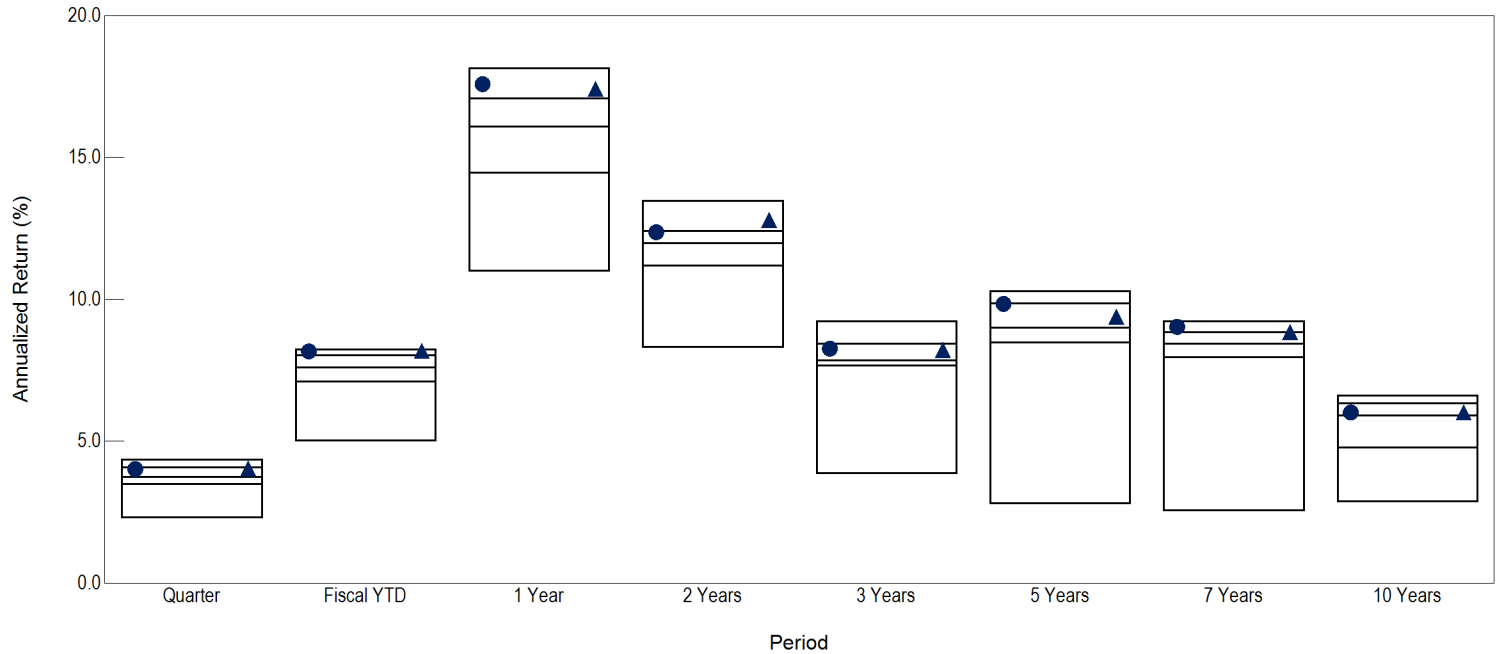 20.0
15.0
10.0
5.0
0.0
Annualized Return (%)
Quarter Fiscal YTD 1 Year 2 Years 3 Years 5 Years 7 Years 10 Years
Period